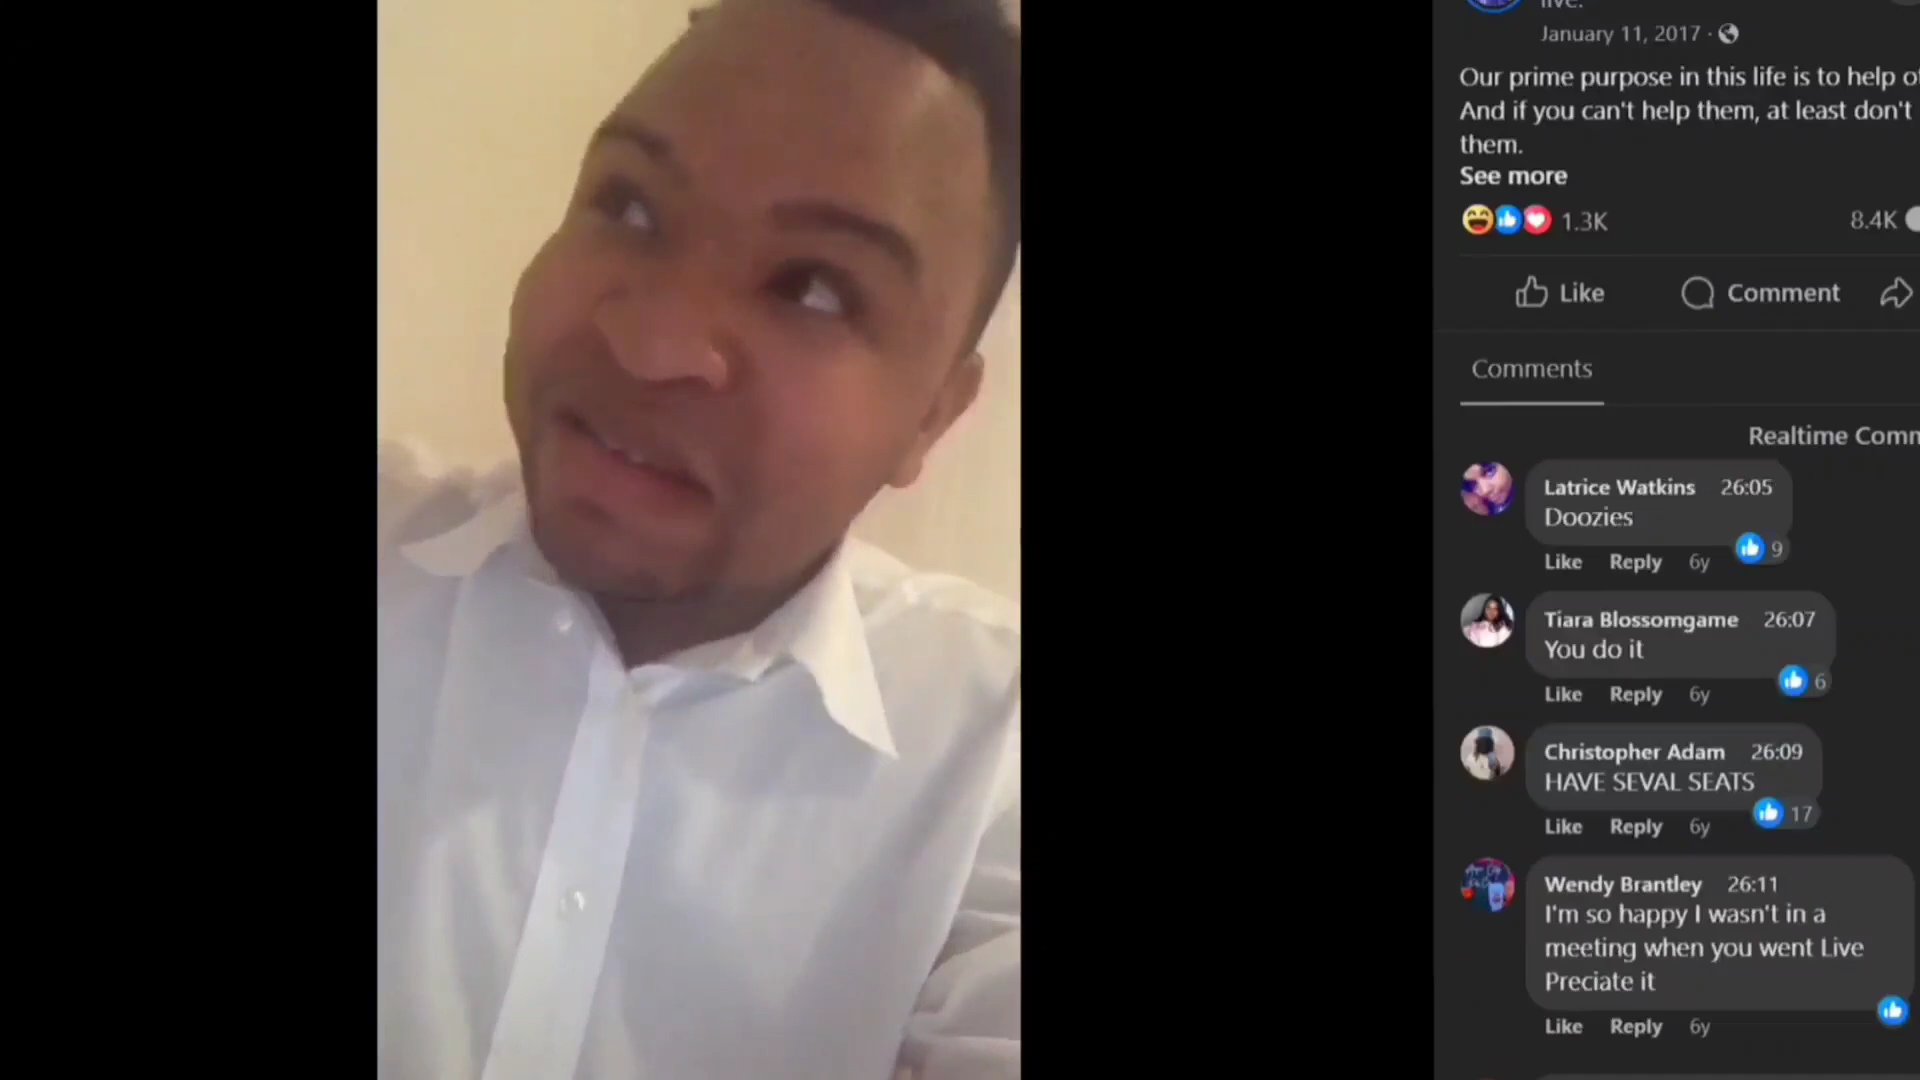 live.
January 11, 2017 ·
Our prime purpose in this life is to help
And if you can't help them, at least don't
them.
See more
1.3K 8.4K
Like Comment
Comments
Realtime
Latrice Watkins 26:05
Doozies
9
Like Reply 6y
Tiara Blossomgame 26:07
You do it
6
Like Reply 6y
Christopher Adam 26:09
HAVE SEVAL SEATS
17
Like Reply 6y
Wendy Brantley 26:11
I'm so happy I wasn't in a
meeting when you went Live
Preciate it
Like Reply 6y